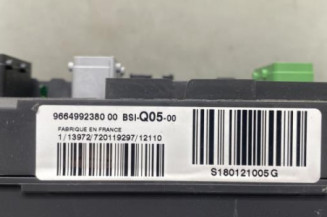 9664992380 00 BSI-Q05-00
FABRIQUE EN FRANCE
1/13972/720119297/12110
S180121005G